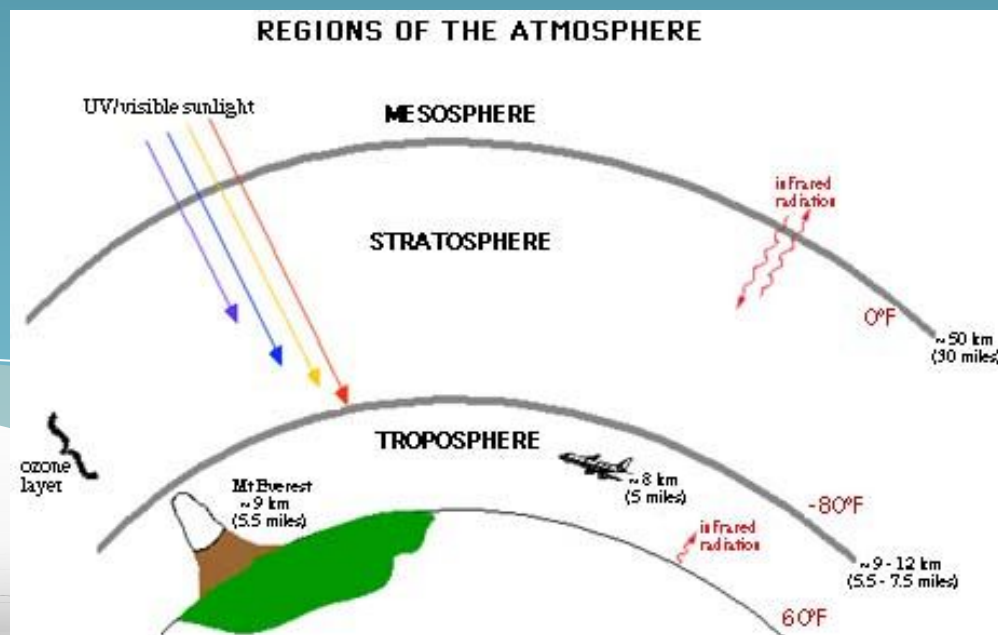 REGIONS OF THE ATMOSPHERE
UV/visible sunlight
MESOSPHERE
infrared
radiation
STRATOSPHERE
0°F
~ 50 km
(30 miles)
TROPOSPHERE
ozone
layer
Mt Everest
~ 9 km
(5.5 miles)
~ 8 km
(5 miles)
-80°F
infrared
radiation
~ 9 - 12 km
(5.5 - 7.5 miles)
60°F